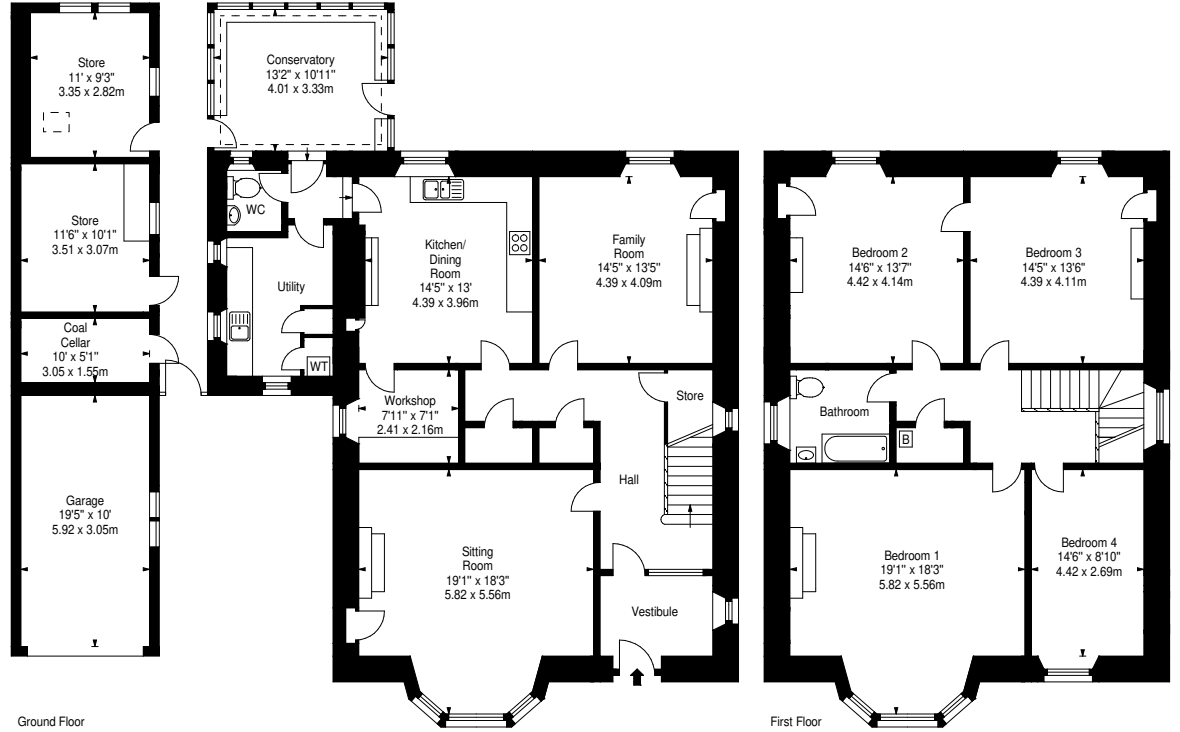 Store
11' x 9'3"
3.35 x 2.82m
Conservatory
13'2" x 10'11"
4.01 x 3.33m
Store
11'6" x 10'1"
3.51 x 3.07m
WC
Utility
WT
Kitchen/
Dining
Room
14'5" x 13'
4.39 x 3.96m
Family
Room
14'5" x 13'5"
4.39 x 4.09m
Coal
Cellar
10' x 5'1"
3.05 x 1.55m
Workshop
7'11" x 7'1"
2.41 x 2.16m
Store
Hall
Garage
19'5" x 10'
5.92 x 3.05m
Sitting
Room
19'1" x 18'3"
5.82 x 5.56m
Vestibule
Ground Floor
Bedroom 2
14'6" x 13'7"
4.42 x 4.14m
Bedroom 3
14'5" x 13'6"
4.39 x 4.11m
Bathroom
B
Bedroom 1
19'1" x 18'3"
5.82 x 5.56m
Bedroom 4
14'6" x 8'10"
4.42 x 2.69m
First Floor